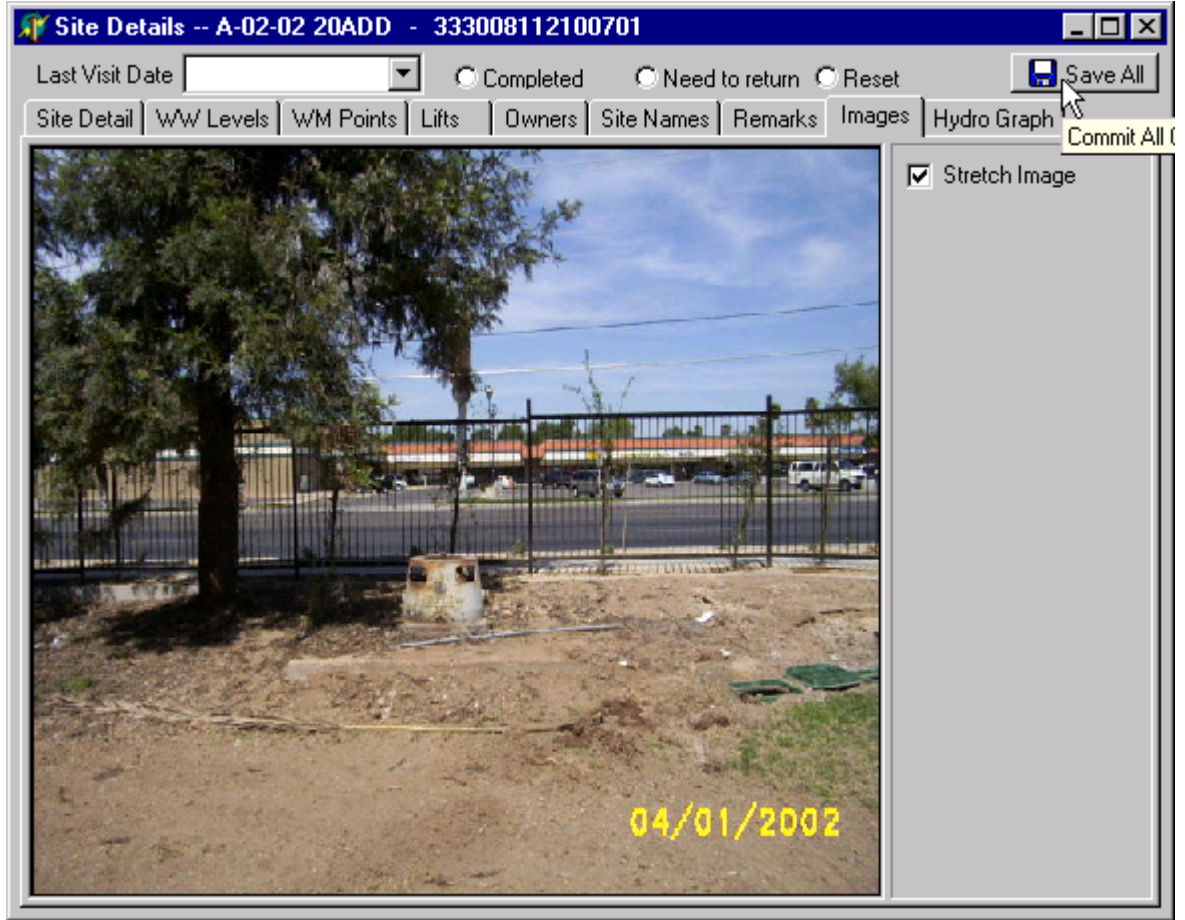 Site Details -- A-02-02 20ADD - 333008112100701
Last Visit Date Completed Need to return Reset Save All
Site Detail WW Levels WM Points Lifts Owners Site Names Remarks Images Hydro Graph
Commit All
Stretch Image
04/01/2002